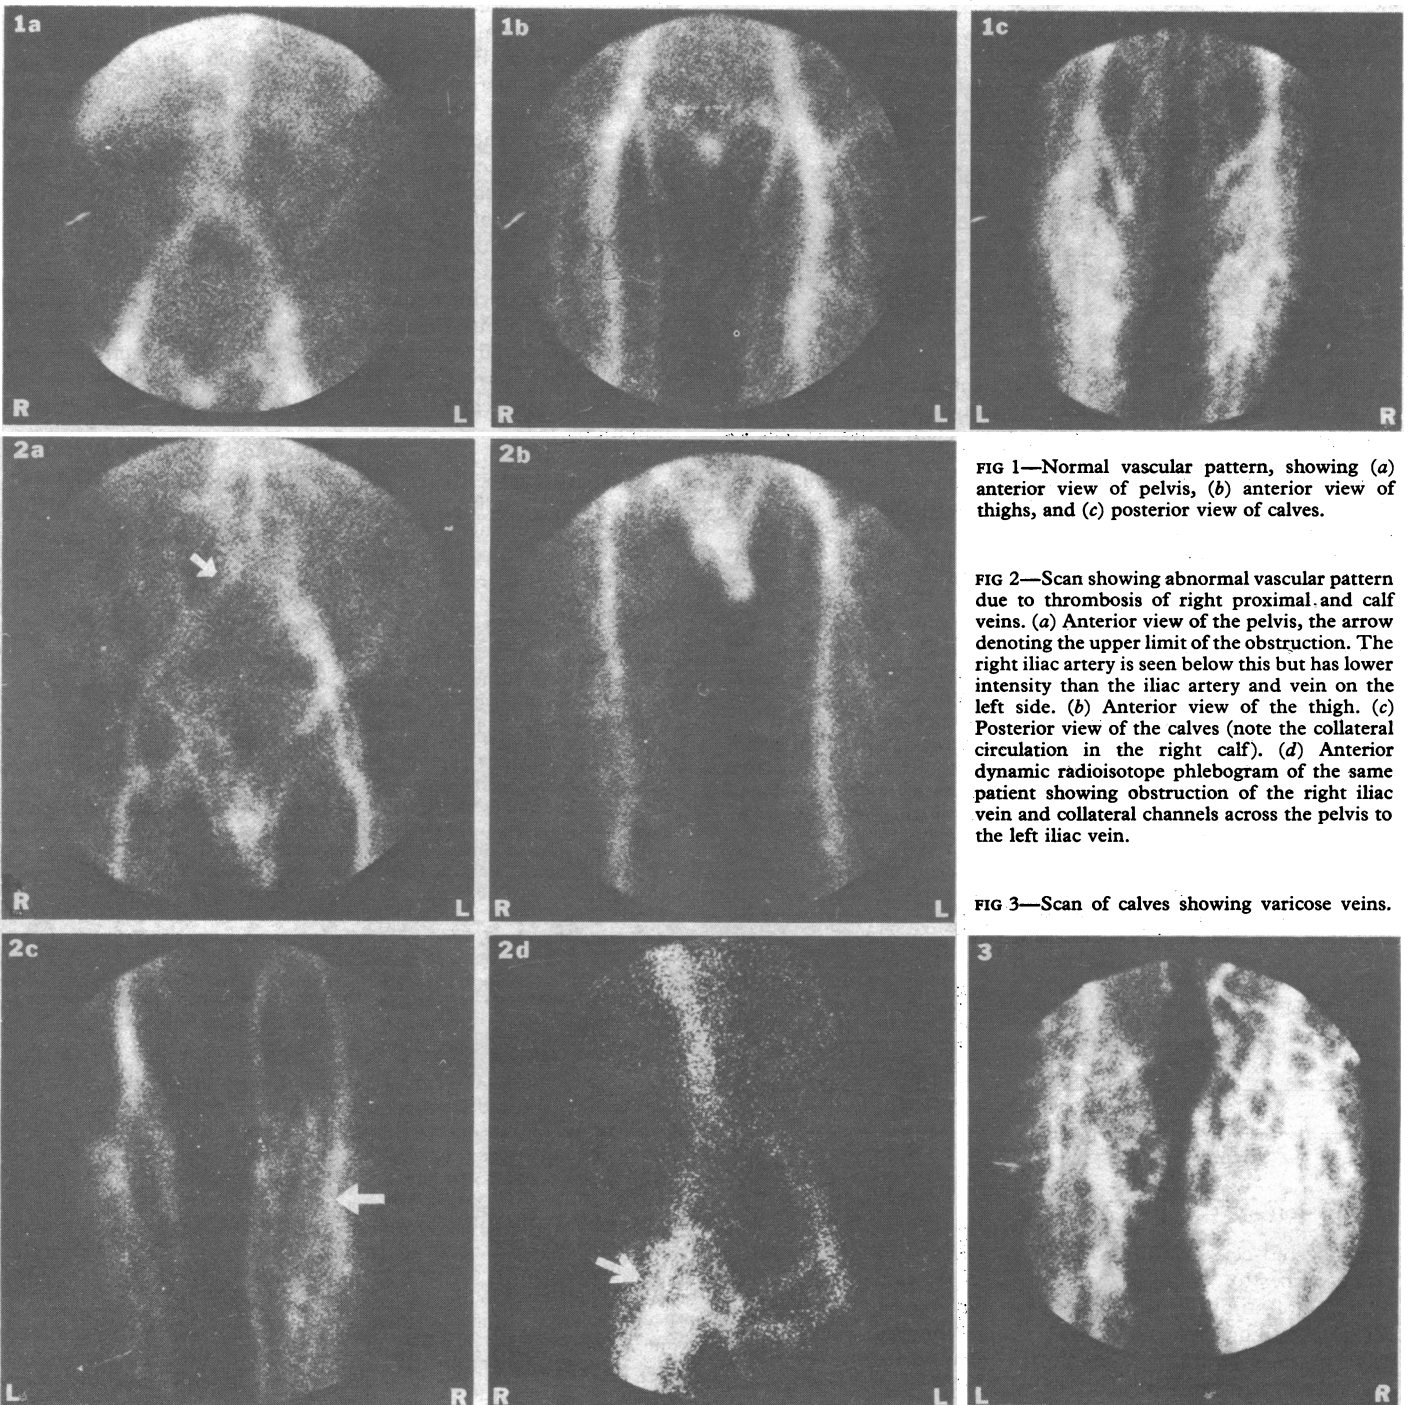 1a
R L
1b
R L
1c
L R
2a
R L
2b
R L
FIG 1—Normal vascular pattern, showing (a)
anterior view of pelvis, (b) anterior view of
thighs, and (c) posterior view of calves.
FIG 2—Scan showing abnormal vascular pattern
due to thrombosis of right proximal and calf
veins. (a) Anterior view of the pelvis, the arrow
denoting the upper limit of the obstruction. The
right iliac artery is seen below this but has lower
intensity than the iliac artery and vein on the
left side. (b) Anterior view of the thigh. (c)
Posterior view of the calves (note the collateral
circulation in the right calf). (d) Anterior
dynamic radioisotope phlebogram of the same
patient showing obstruction of the right iliac
vein and collateral channels across the pelvis to
the left iliac vein.
FIG 3—Scan of calves showing varicose veins.
2c
L R
2d
R L
3
L R